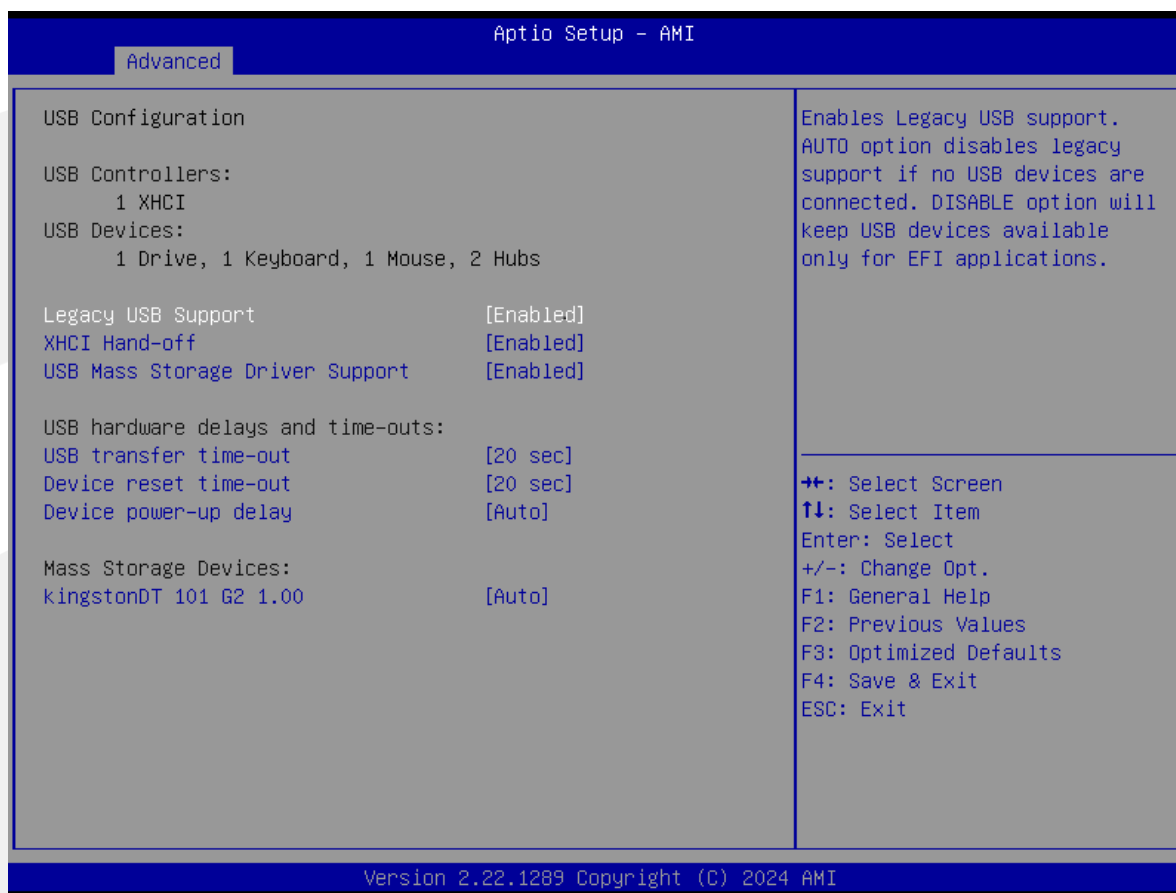 Aptio Setup – AMI
Advanced
USB Configuration
USB Controllers:
1 XHCI
USB Devices:
1 Drive, 1 Keyboard, 1 Mouse, 2 Hubs
Legacy USB Support [Enabled]
XHCI Hand-off [Enabled]
USB Mass Storage Driver Support [Enabled]
USB hardware delays and time-outs:
USB transfer time-out [20 sec]
Device reset time-out [20 sec]
Device power-up delay [Auto]
Mass Storage Devices:
kingstonDT 101 G2 1.00 [Auto]
Enables Legacy USB support.
AUTO option disables legacy
support if no USB devices are
connected. DISABLE option will
keep USB devices available
only for EFI applications.
→←: Select Screen
↑↓: Select Item
Enter: Select
+/-: Change Opt.
F1: General Help
F2: Previous Values
F3: Optimized Defaults
F4: Save & Exit
ESC: Exit
Version 2.22.1289 Copyright (C) 2024 AMI